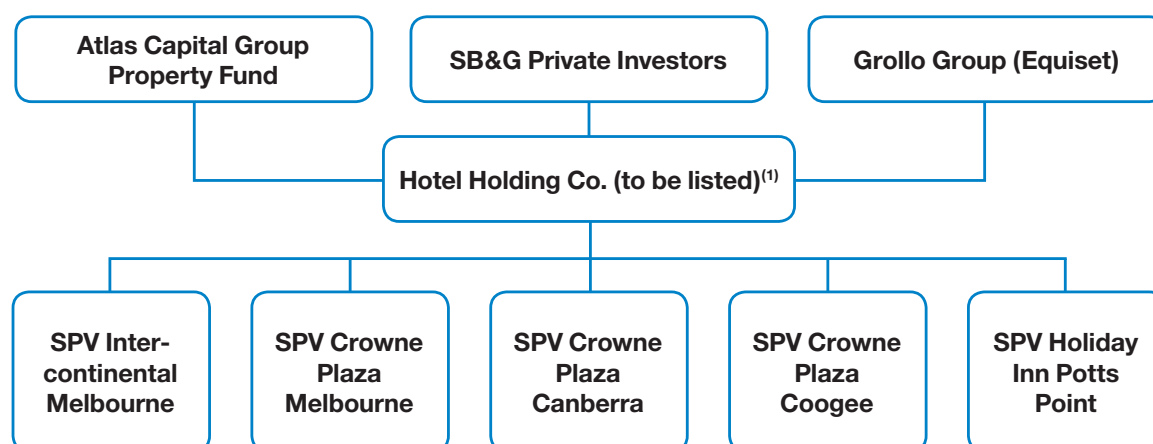 Atlas Capital Group
Property Fund
SB&G Private Investors
Grollo Group (Equiset)
Hotel Holding Co. (to be listed)(1)
SPV Inter-
continental
Melbourne
SPV Crowne
Plaza
Melbourne
SPV Crowne
Plaza
Canberra
SPV Crowne
Plaza
Coogee
SPV Holiday
Inn Potts
Point